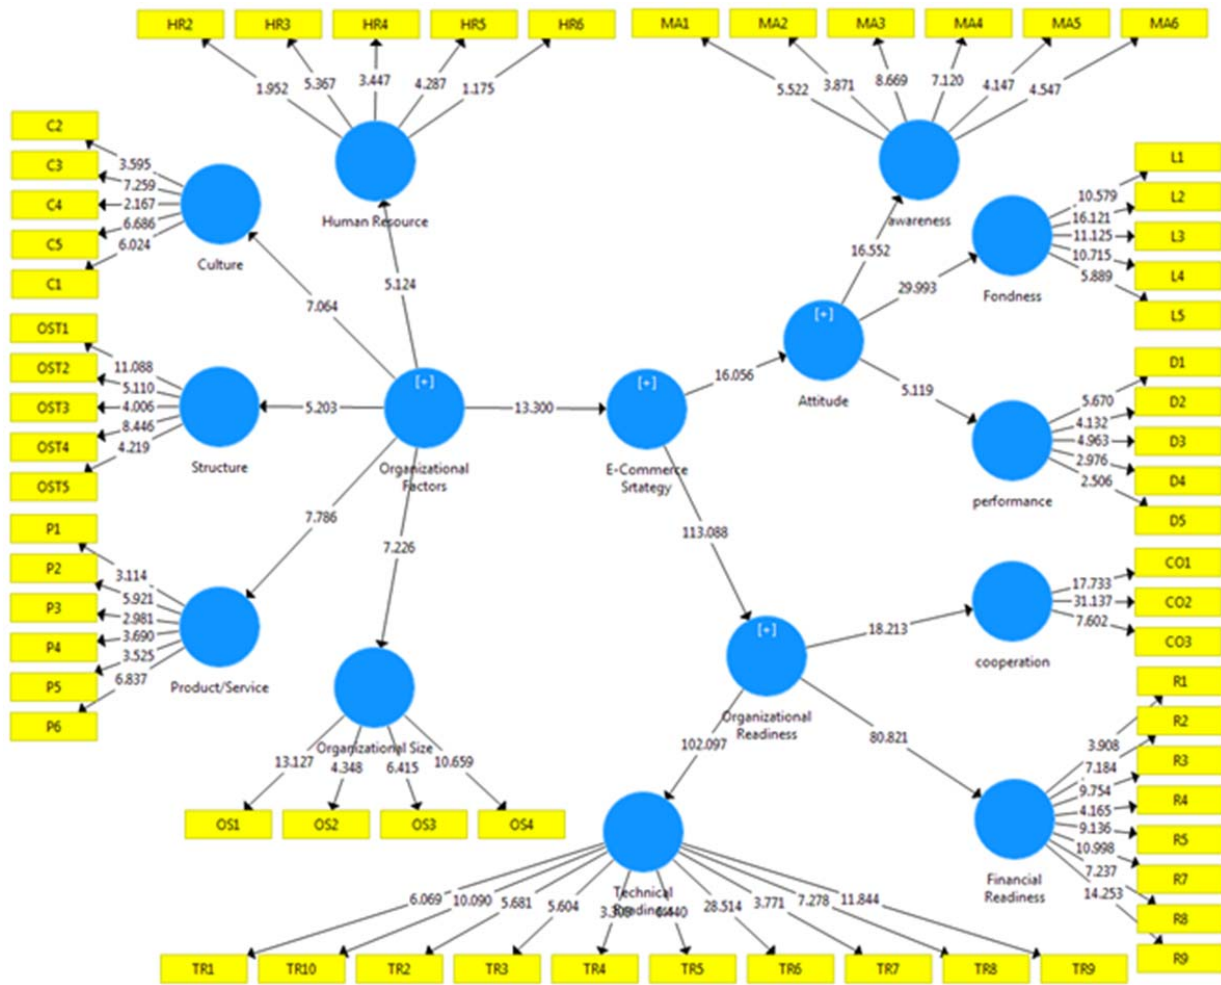 HR2
HR3
HR4
HR5
HR6
1.952
5.367
3.447
4.287
1.175
Human Resource
MA1
MA2
MA3
MA4
MA5
MA6
5.522
3.871
8.669
7.120
4.147
4.547
awareness
C2
C3
C4
C5
C1
3.595
7.259
2.167
6.686
6.024
Culture
L1
L2
L3
L4
L5
10.579
16.121
11.125
10.715
5.889
Fondness
5.124
7.064
16.552
29.993
OST1
OST2
OST3
OST4
OST5
11.088
5.110
4.006
8.446
4.219
Structure
5.203
[+]
Organizational
Factors
13.300
[+]
E-Commerce
Srtategy
16.056
[+]
Attitude
5.119
D1
D2
D3
D4
D5
5.670
4.132
4.963
2.976
2.506
performance
P1
P2
P3
P4
P5
P6
3.114
5.921
2.981
3.690
3.525
6.837
Product/Service
7.786
7.226
113.088
CO1
CO2
CO3
17.733
31.137
7.602
cooperation
18.213
[+]
Organizational
Readiness
102.097
80.821
Organizational Size
13.127
4.348
6.415
10.659
OS1
OS2
OS3
OS4
R1
R2
R3
R4
R5
R7
R8
R9
3.908
7.184
9.754
4.165
9.136
10.998
7.237
14.253
Financial
Readiness
Technical
Readiness
6.069
10.090
5.681
5.604
28.514
3.771
7.278
11.844
TR1
TR10
TR2
TR3
TR4
TR5
TR6
TR7
TR8
TR9